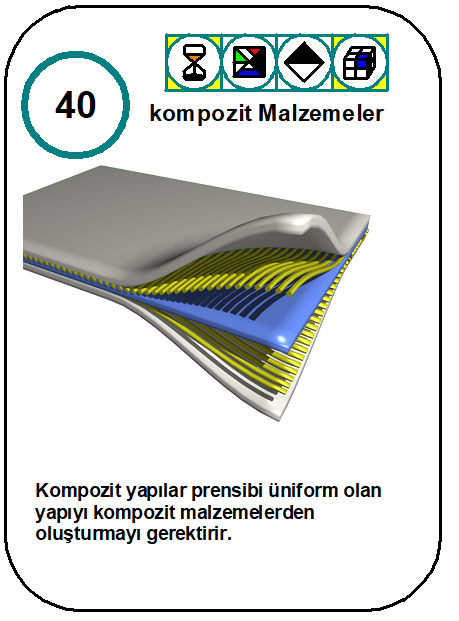 40
kompozit Malzemeler
Kompozit yapılar prensibi üniform olan
yapıyı kompozit malzemelerden
oluşturmayı gerektirir.